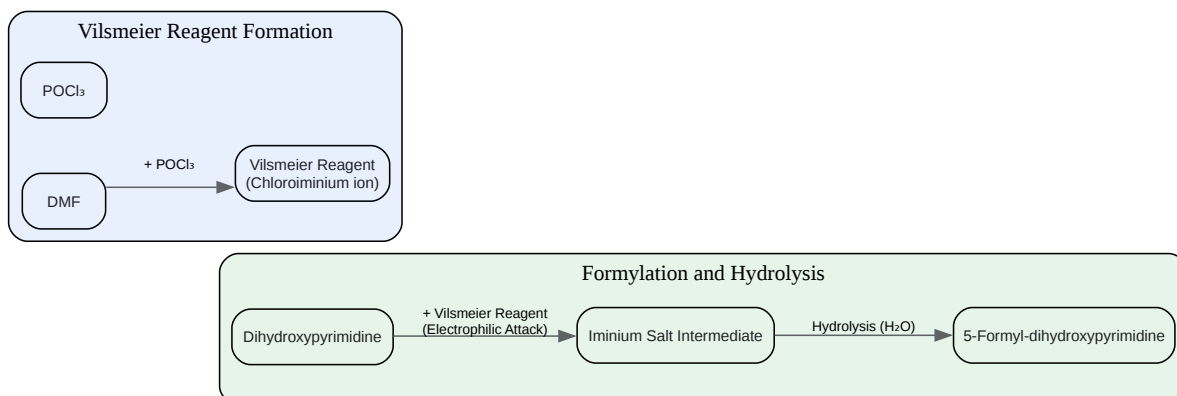 Vilsmeier Reagent Formation
POCl₃
+ POCl₃
DMF
Vilsmeier Reagent
(Chloroiminium ion)
Formylation and Hydrolysis
Dihydroxypyrimidine
+ Vilsmeier Reagent
(Electrophilic Attack)
Iminium Salt Intermediate
Hydrolysis (H₂O)
5-Formyl-dihydroxypyrimidine